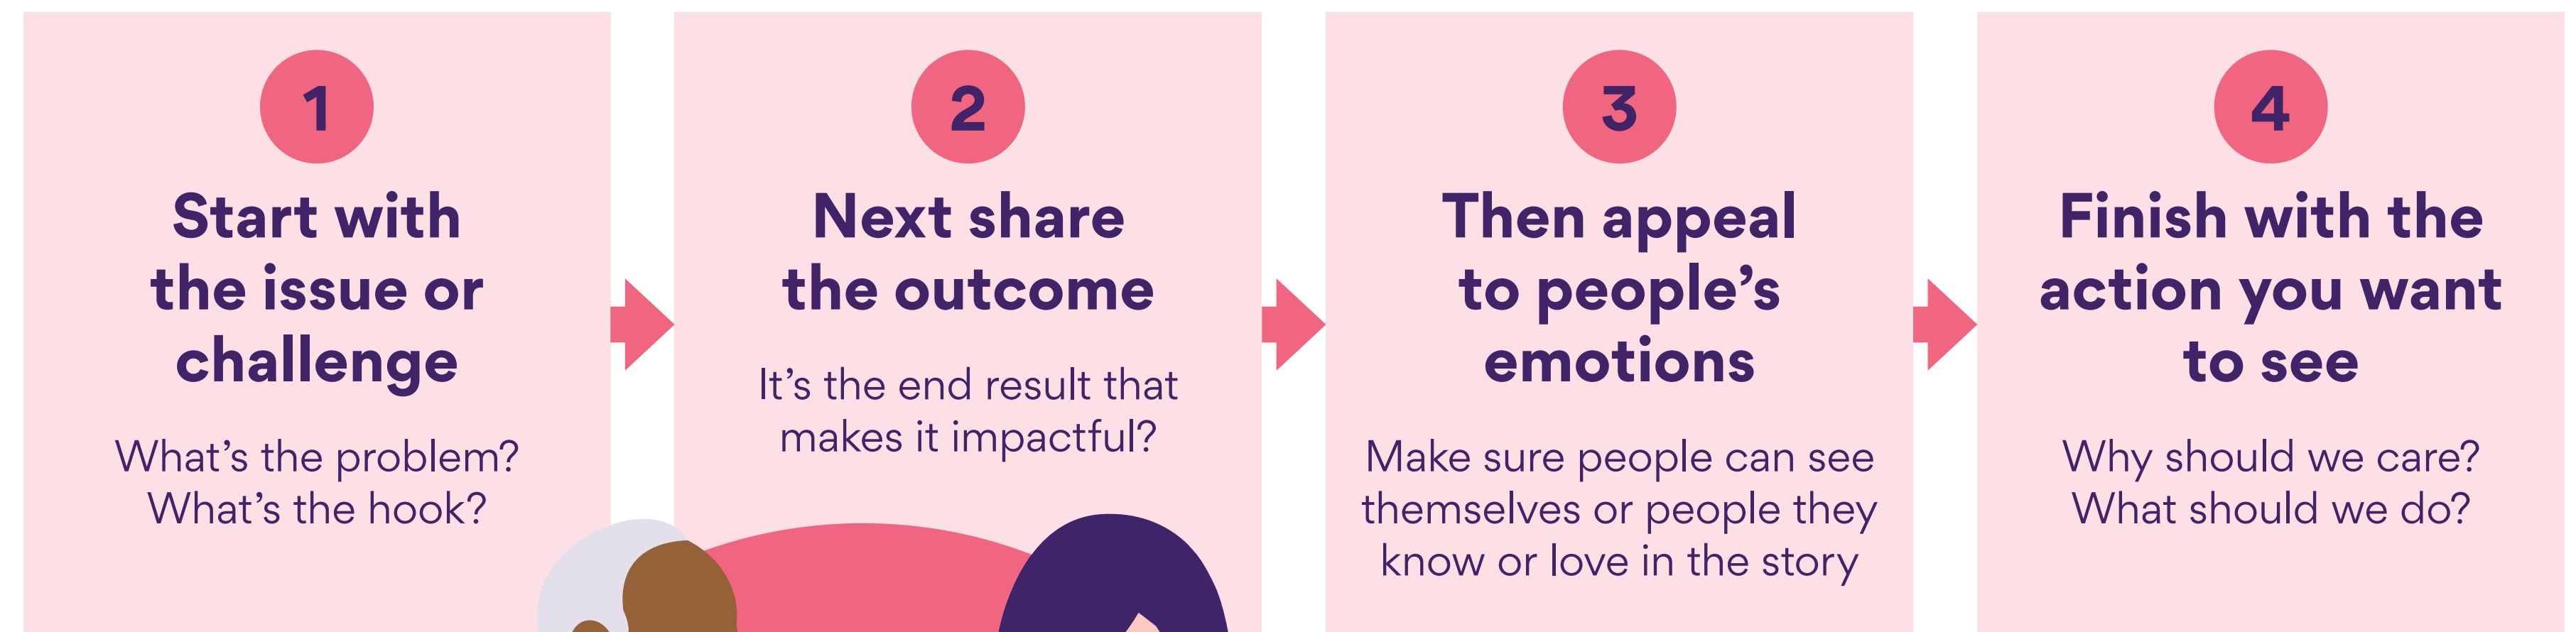 1
Start with
the issue or
challenge
What’s the problem?
What’s the hook?
2
Next share
the outcome
It’s the end result that
makes it impactful?
3
Then appeal
to people’s
emotions
Make sure people can see
themselves or people they
know or love in the story
4
Finish with the
action you want
to see
Why should we care?
What should we do?